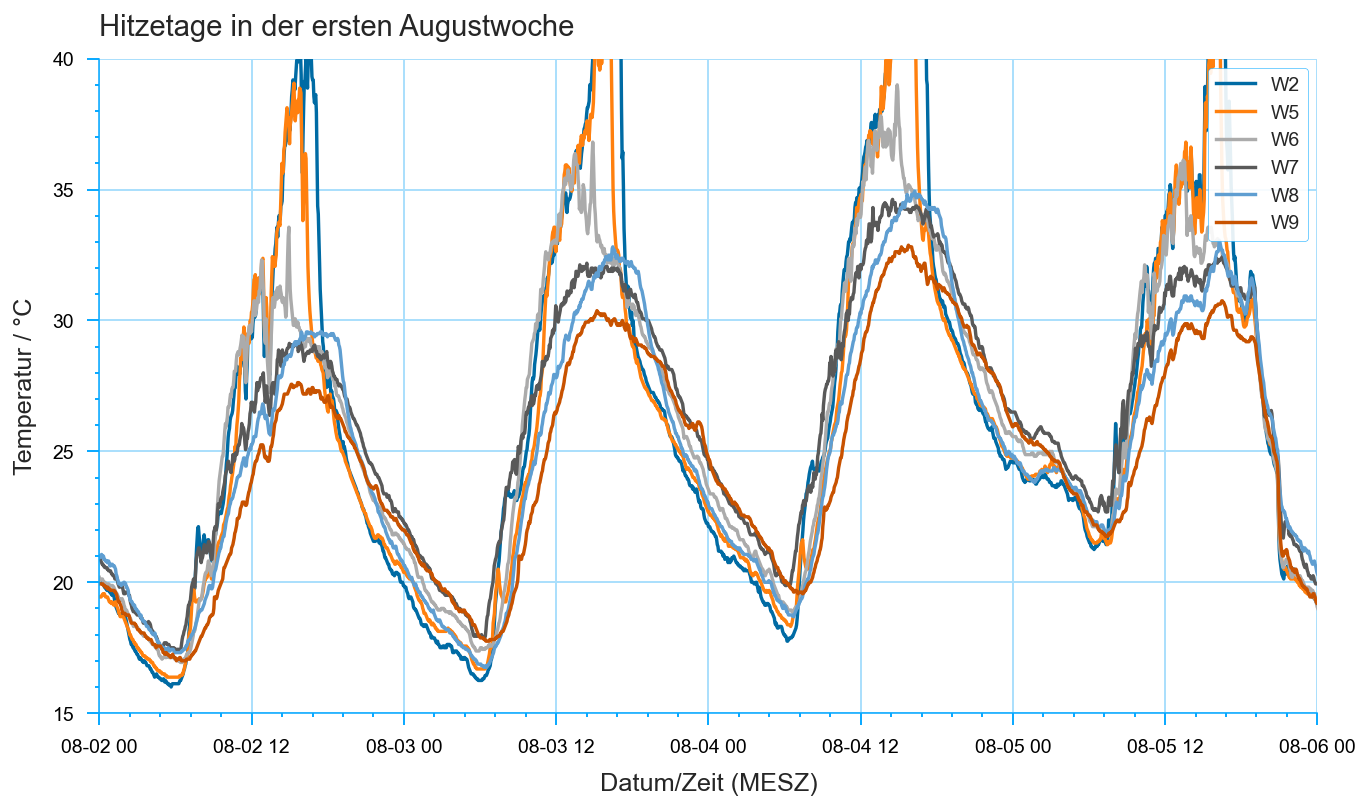 Hitzetage in der ersten Augustwoche
40
35
30
25
20
15
Temperatur / °C
W2
W5
W6
W7
W8
W9
08-02 00 08-02 12 08-03 00 08-03 12 08-04 00 08-04 12 08-05 00 08-05 12 08-06 00
Datum/Zeit (MESZ)